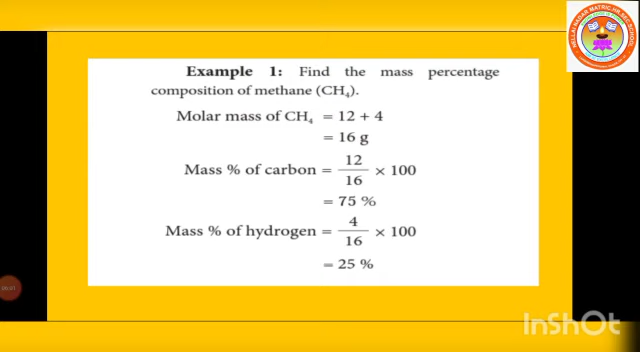 Example 1: Find the mass percentage
composition of methane (CH₄).
Molar mass of CH₄ = 12 + 4
= 16 g
Mass % of carbon = 12/16 × 100
= 75 %
Mass % of hydrogen = 4/16 × 100
= 25 %
InShOt